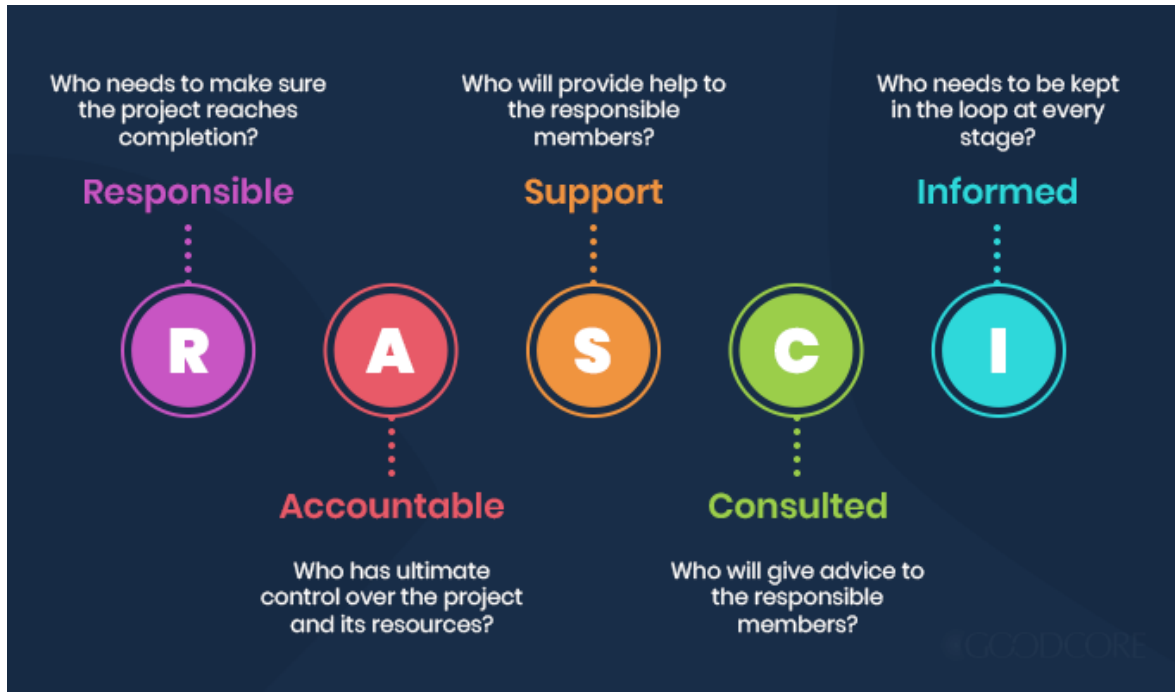 Who needs to make sure
the project reaches
completion?
Responsible
Who will provide help to
the responsible
members?
Support
Who needs to be kept
in the loop at every
stage?
Informed
R
A
S
C
I
Accountable
Who has ultimate
control over the project
and its resources?
Consulted
Who will give advice to
the responsible
members?
GOODCORE